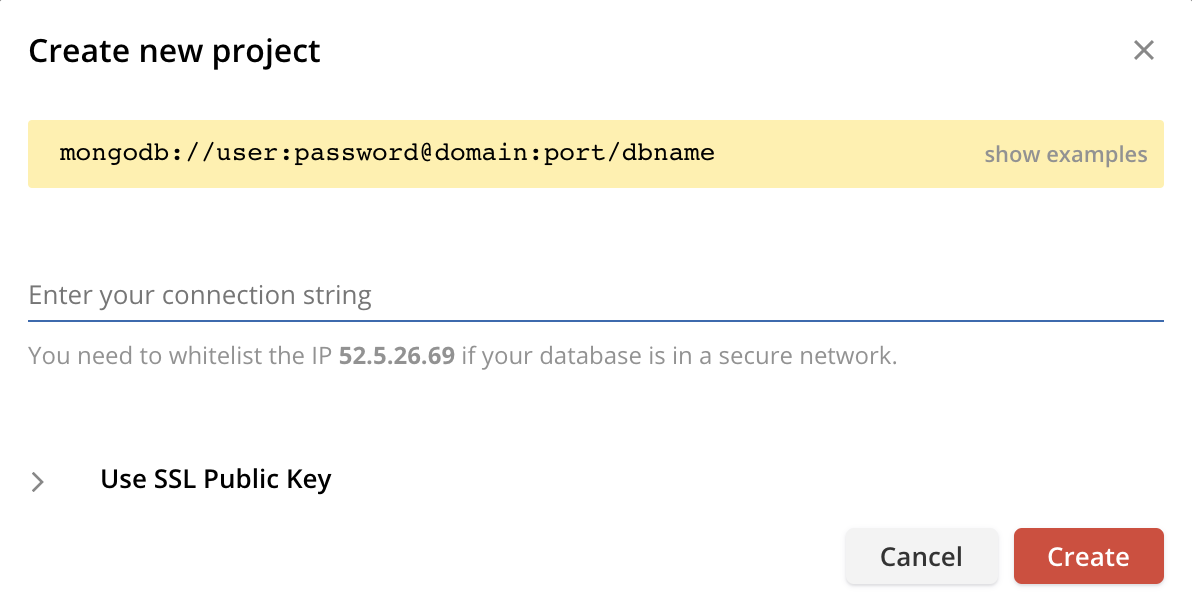 Create new project
mongodb://user:password@domain:port/dbname
show examples
Enter your connection string
You need to whitelist the IP 52.5.26.69 if your database is in a secure network.
Use SSL Public Key
Cancel
Create